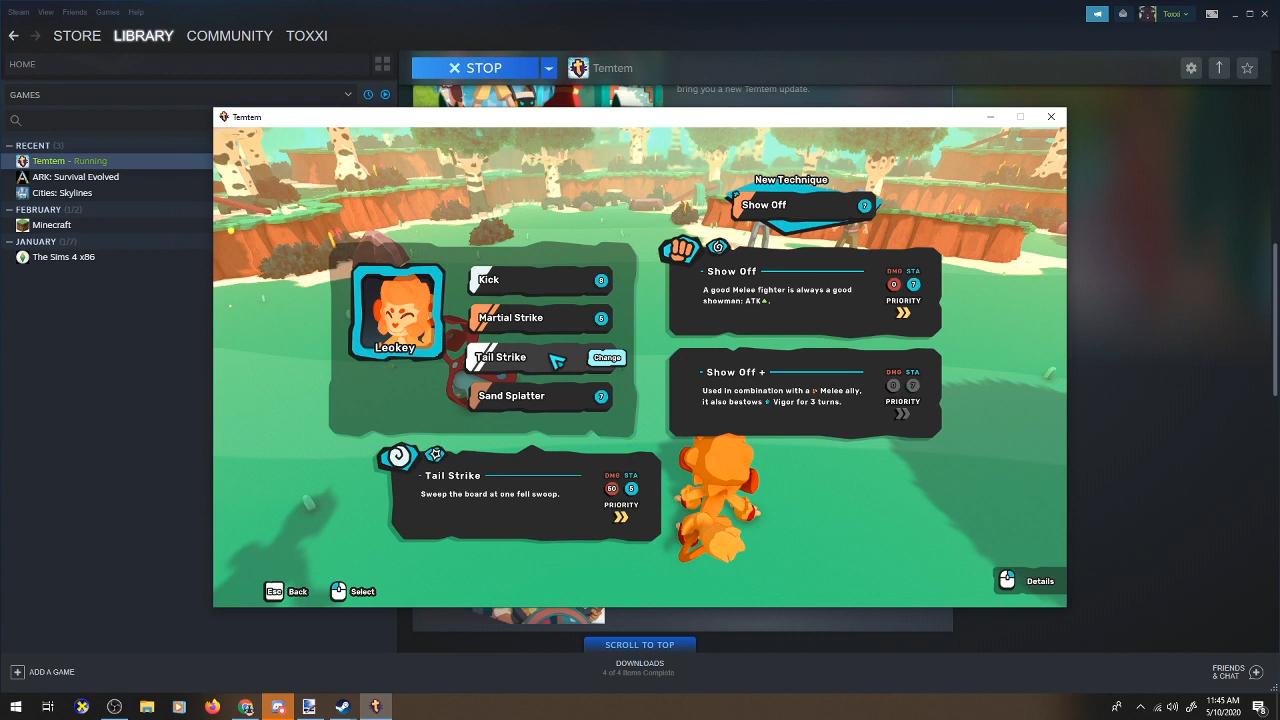 Steam View Friends Games Help
Toxxi
STORE LIBRARY COMMUNITY TOXXI
HOME
STOP
Temtem
GAMES
bring you a new Temtem update.
Temtem
RECENT (3)
Temtem - Running
ARK: Survival Evolved
Cities: Skylines
FEBRUARY (1/2)
Minecraft
JANUARY (1/7)
The Sims 4 x86
New Technique
Show Off 7
Leokey
Kick 8
Martial Strike 5
Tail Strike Change
Sand Splatter 7
Show Off
A good Melee fighter is always a good
showman: ATK
DMG STA
0 7
PRIORITY
Show Off +
Used in combination with a Melee ally,
it also bestows Vigor for 3 turns.
DMG STA
0 7
PRIORITY
Tail Strike
Sweep the board at one fell swoop.
DMG STA
50 5
PRIORITY
Esc Back Select
Details
SCROLL TO TOP
ADD A GAME
DOWNLOADS
4 of 4 Items Complete
FRIENDS
& CHAT
11:45 AM
5/10/2020